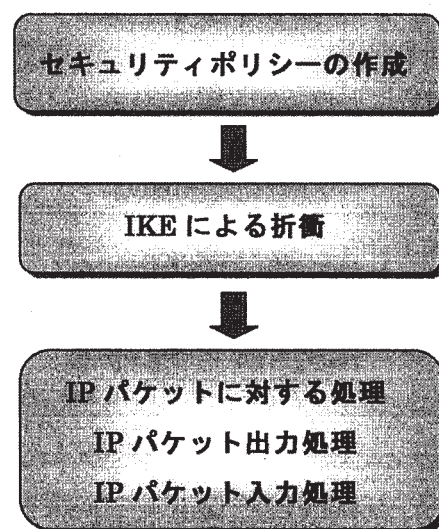 セキュリティポリシーの作成
IKE による折衝
IP パケットに対する処理
IP パケット出力処理
IP パケット入力処理